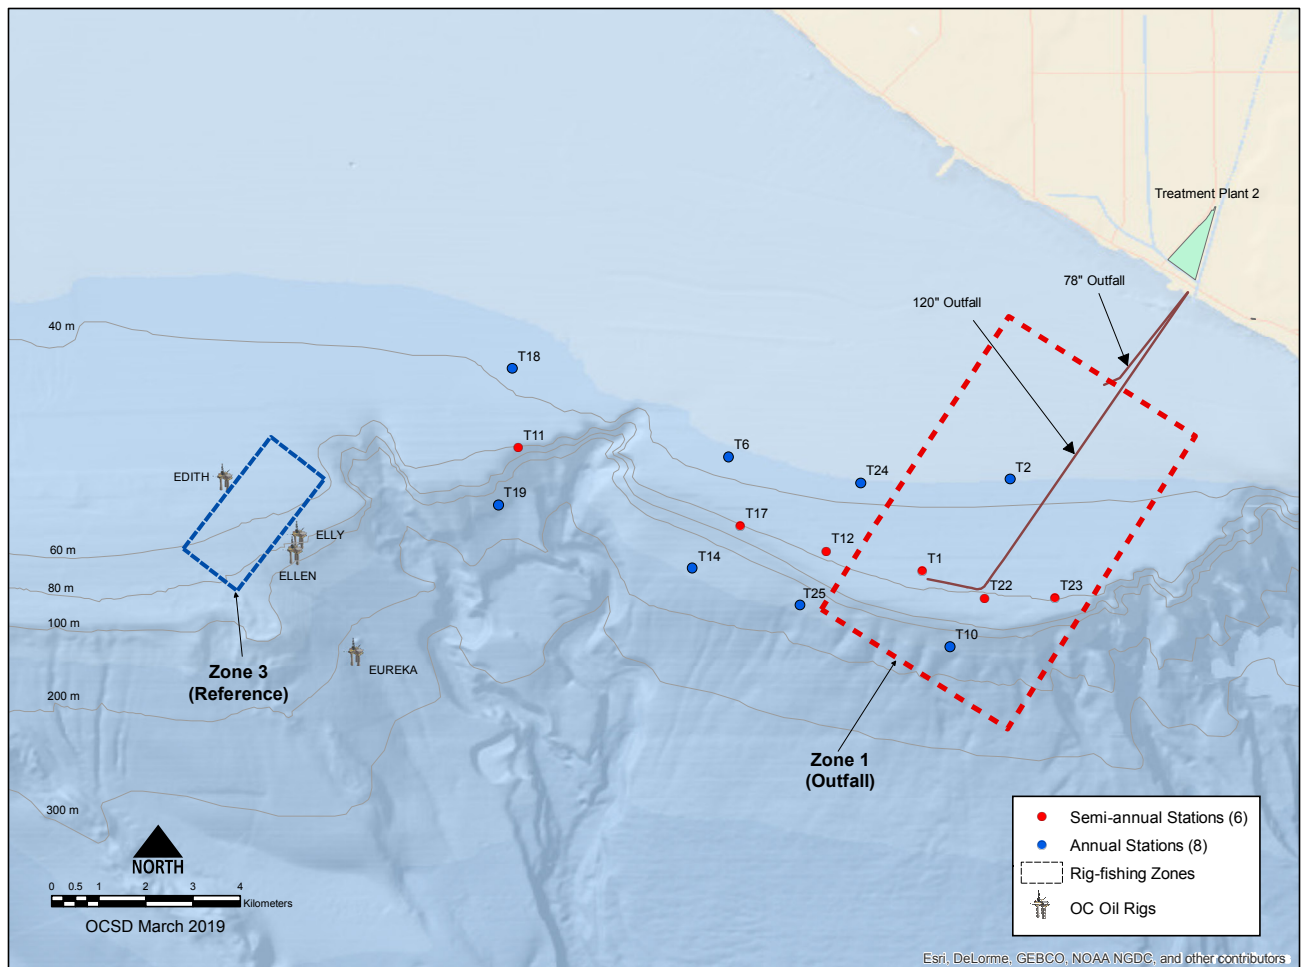 Treatment Plant 2
78" Outfall
120" Outfall
40 m
T18
T11
T6
T24
T2
EDITH
T19
T17
ELLY
T12
60 m
T14
T1
ELLEN
80 m
T25
T22
T23
100 m
T10
Zone 3
(Reference)
EUREKA
200 m
Zone 1
(Outfall)
300 m
NORTH
0 0.5 1 2 3 4
Kilometers
OCSD March 2019
Semi-annual Stations (6)
Annual Stations (8)
Rig-fishing Zones
OC Oil Rigs
Esri, DeLorme, GEBCO, NOAA NGDC, and other contributors